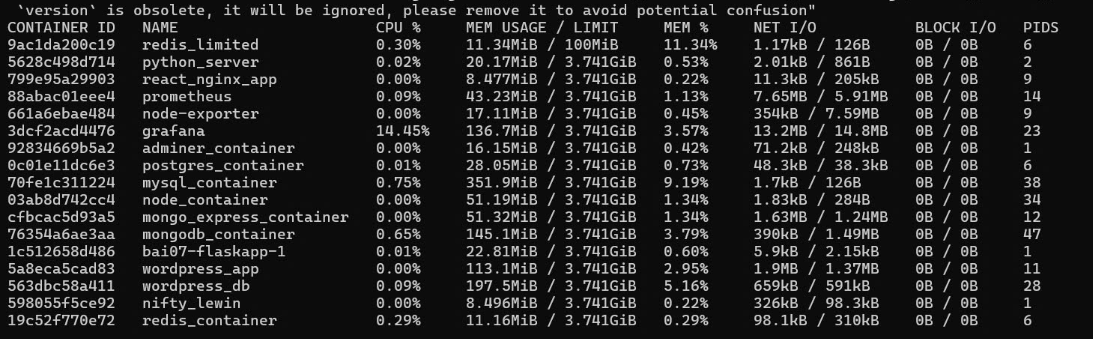 `version` is obsolete, it will be ignored, please remove it to avoid potential confusion"
CONTAINER ID   NAME                      CPU %     MEM USAGE / LIMIT     MEM %     NET I/O           BLOCK I/O   PIDS
9ac1da200c19   redis_limited             0.30%     11.34MiB / 100MiB     11.34%    1.17kB / 126B     0B / 0B     6
5628c498d714   python_server             0.02%     20.17MiB / 3.741GiB   0.53%     2.01kB / 861B     0B / 0B     2
799e95a29903   react_nginx_app           0.00%     8.477MiB / 3.741GiB   0.22%     11.3kB / 205kB    0B / 0B     9
88abac01eee4   prometheus                0.09%     43.23MiB / 3.741GiB   1.13%     7.65MB / 5.91MB   0B / 0B     14
661a6ebae484   node-exporter             0.00%     17.11MiB / 3.741GiB   0.45%     354kB / 7.59MB    0B / 0B     9
3dcf2acd4476   grafana                   14.45%    136.7MiB / 3.741GiB   3.57%     13.2MB / 14.8MB   0B / 0B     23
92834669b5a2   adminer_container         0.00%     16.15MiB / 3.741GiB   0.42%     71.2kB / 248kB    0B / 0B     1
0c01e11dc6e3   postgres_container        0.01%     28.05MiB / 3.741GiB   0.73%     48.3kB / 38.3kB   0B / 0B     6
70fe1c311224   mysql_container           0.75%     351.9MiB / 3.741GiB   9.19%     1.7kB / 126B      0B / 0B     38
03ab8d742cc4   node_container            0.00%     51.19MiB / 3.741GiB   1.34%     1.83kB / 284B     0B / 0B     34
cfbcac5d93a5   mongo_express_container   0.00%     51.32MiB / 3.741GiB   1.34%     1.63MB / 1.24MB   0B / 0B     12
76354a6ae3aa   mongodb_container         0.65%     145.1MiB / 3.741GiB   3.79%     390kB / 1.49MB    0B / 0B     47
1c512658d486   bai07-flaskapp-1          0.01%     22.81MiB / 3.741GiB   0.60%     5.9kB / 2.15kB    0B / 0B     1
5a8eca5cad83   wordpress_app             0.00%     113.1MiB / 3.741GiB   2.95%     1.9MB / 1.37MB    0B / 0B     11
563dbc58a411   wordpress_db              0.09%     197.5MiB / 3.741GiB   5.16%     659kB / 591kB     0B / 0B     28
598055f5ce92   nifty_lewin               0.00%     8.496MiB / 3.741GiB   0.22%     326kB / 98.3kB    0B / 0B     1
19c52f770e72   redis_container           0.29%     11.16MiB / 3.741GiB   0.29%     98.1kB / 310kB    0B / 0B     6